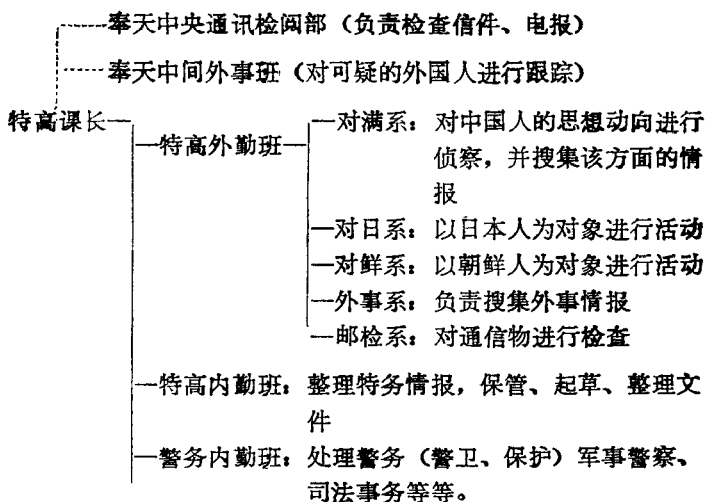 奉天中央通讯检阅部（负责检查信件、电报）
奉天中间外事班（对可疑的外国人进行跟踪）
特高课长
特高外勤班
对满系：对中国人的思想动向进行
侦察，并搜集该方面的情
报
对日系：以日本人为对象进行活动
对鲜系：以朝鲜人为对象进行活动
外事系：负责搜集外事情报
邮检系：对通信物进行检查
特高内勤班：整理特务情报，保管、起草、整理文
件
警务内勤班：处理警务（警卫、保护）军事警察、
司法事务等等。